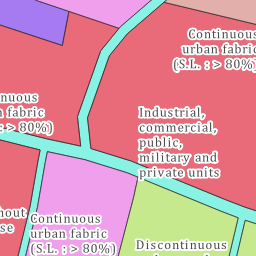 Continuous
urban fabric
(S.L. : > 80%)
nuous
fabric
: > 80%)
Industrial,
commercial,
public,
military and
private units
hout
se
Continuous
urban fabric
(S.L. : > 80%)
Discontinuous